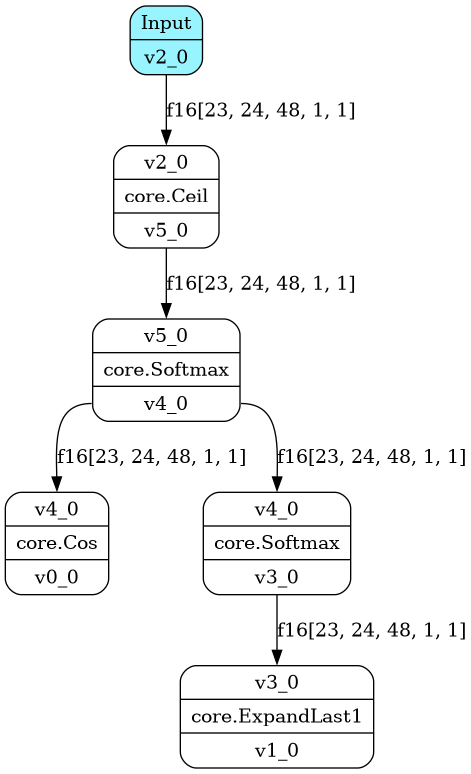 Input
v2_0
f16[23, 24, 48, 1, 1]
v2_0
core.Ceil
v5_0
f16[23, 24, 48, 1, 1]
v5_0
core.Softmax
v4_0
f16[23, 24, 48, 1, 1]
f16[23, 24, 48, 1, 1]
v4_0
core.Cos
v0_0
v4_0
core.Softmax
v3_0
f16[23, 24, 48, 1, 1]
v3_0
core.ExpandLast1
v1_0